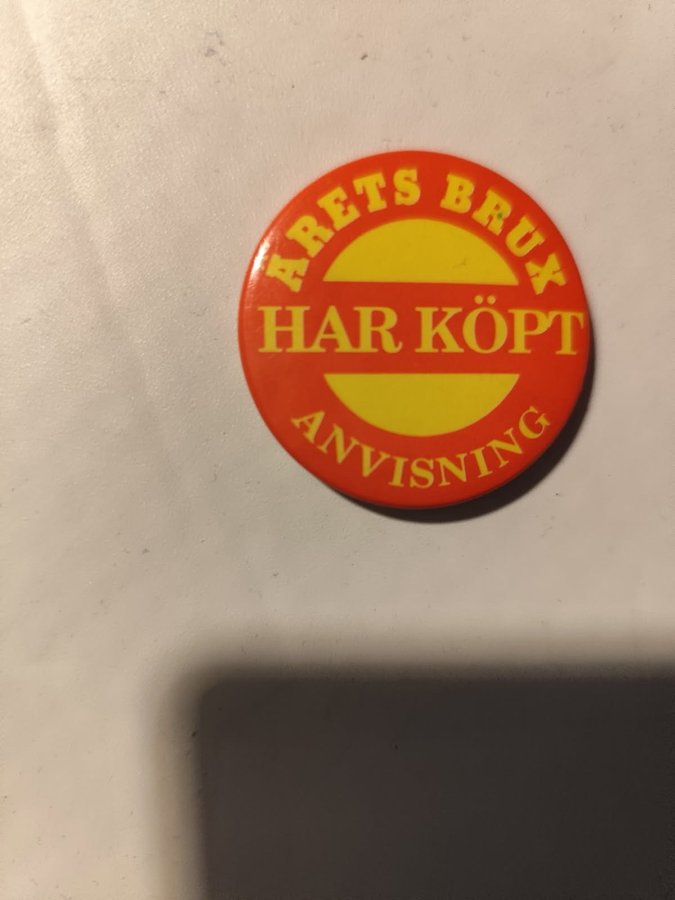 ÅRETS BRUX
HAR KÖPT
ANVISNING